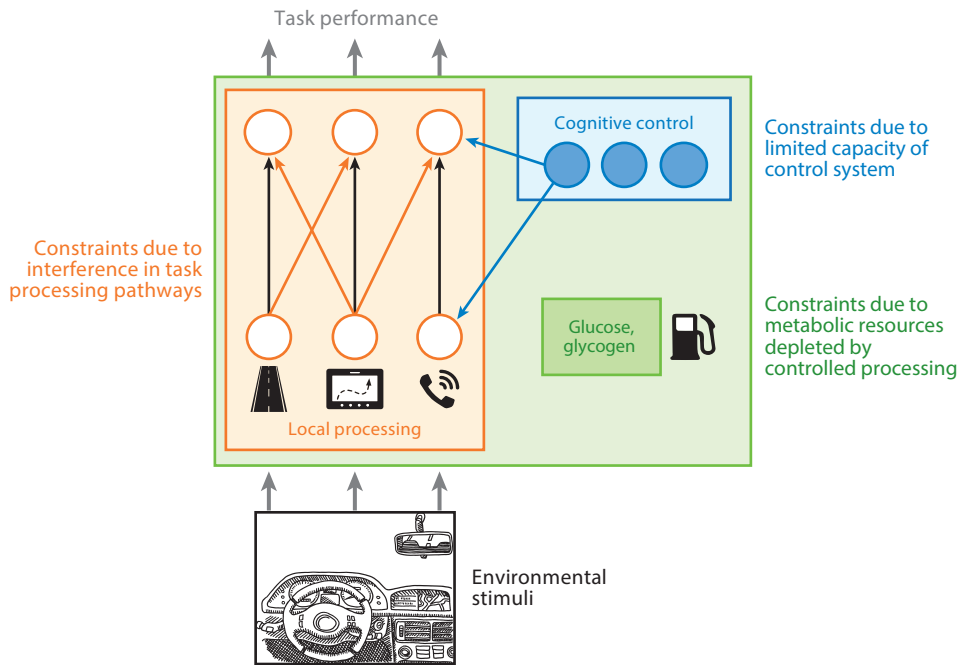 Task performance
Cognitive control
Constraints due to
limited capacity of
control system
Constraints due to
interference in task
processing pathways
Glucose,
glycogen
Constraints due to
metabolic resources
depleted by
controlled processing
Local processing
Environmental
stimuli